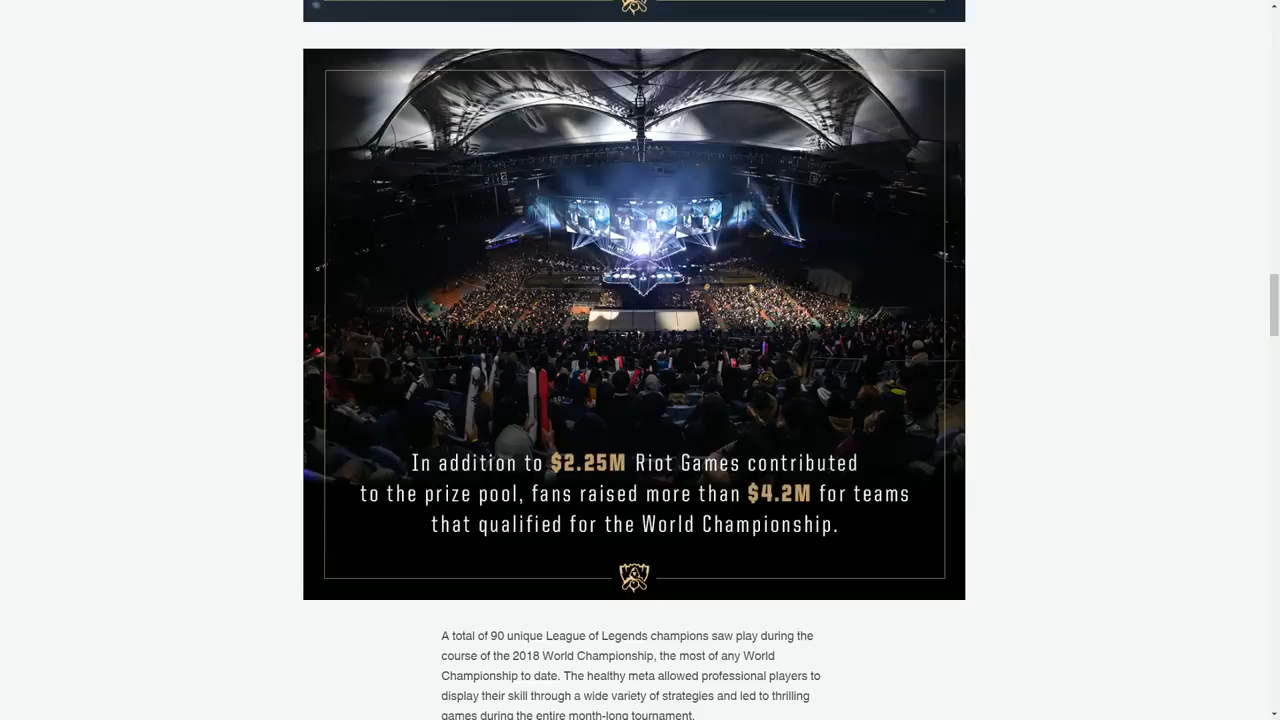 In addition to $2.25M Riot Games contributed
to the prize pool, fans raised more than $4.2M for teams
that qualified for the World Championship.
A total of 90 unique League of Legends champions saw play during the
course of the 2018 World Championship, the most of any World
Championship to date. The healthy meta allowed professional players to
display their skill through a wide variety of strategies and led to thrilling
games during the entire month-long tournament.